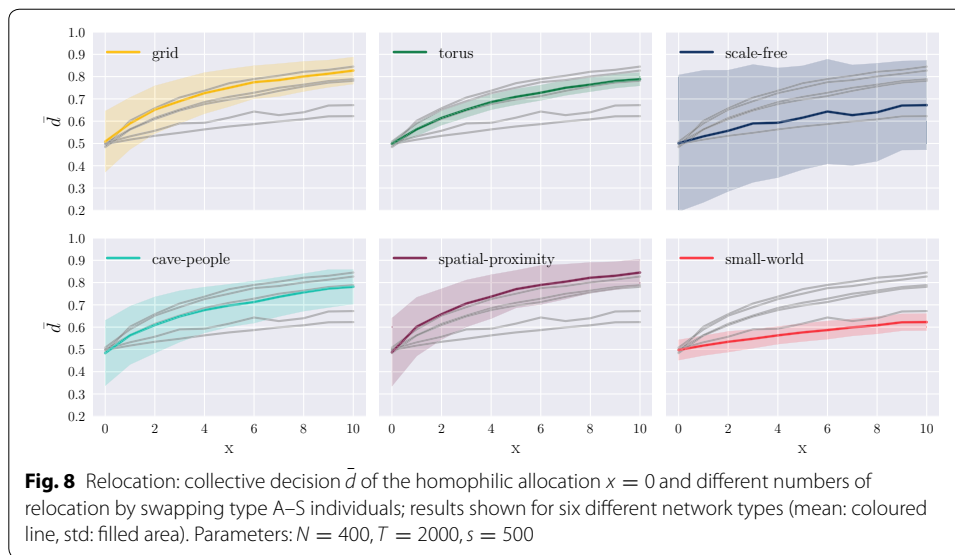 grid
torus
scale-free
1.0
0.9
0.8
0.7
0.6
0.5
0.4
0.3
0.2
d̄
cave-people
spatial-proximity
small-world
1.0
0.9
0.8
0.7
0.6
0.5
0.4
0.3
0.2
d̄
0 2 4 6 8 10
0 2 4 6 8 10
0 2 4 6 8 10
x
x
x
Fig. 8 Relocation: collective decision d̄ of the homophilic allocation x = 0 and different numbers of
relocation by swapping type A–S individuals; results shown for six different network types (mean: coloured
line, std: filled area). Parameters: N = 400, T = 2000, s = 500